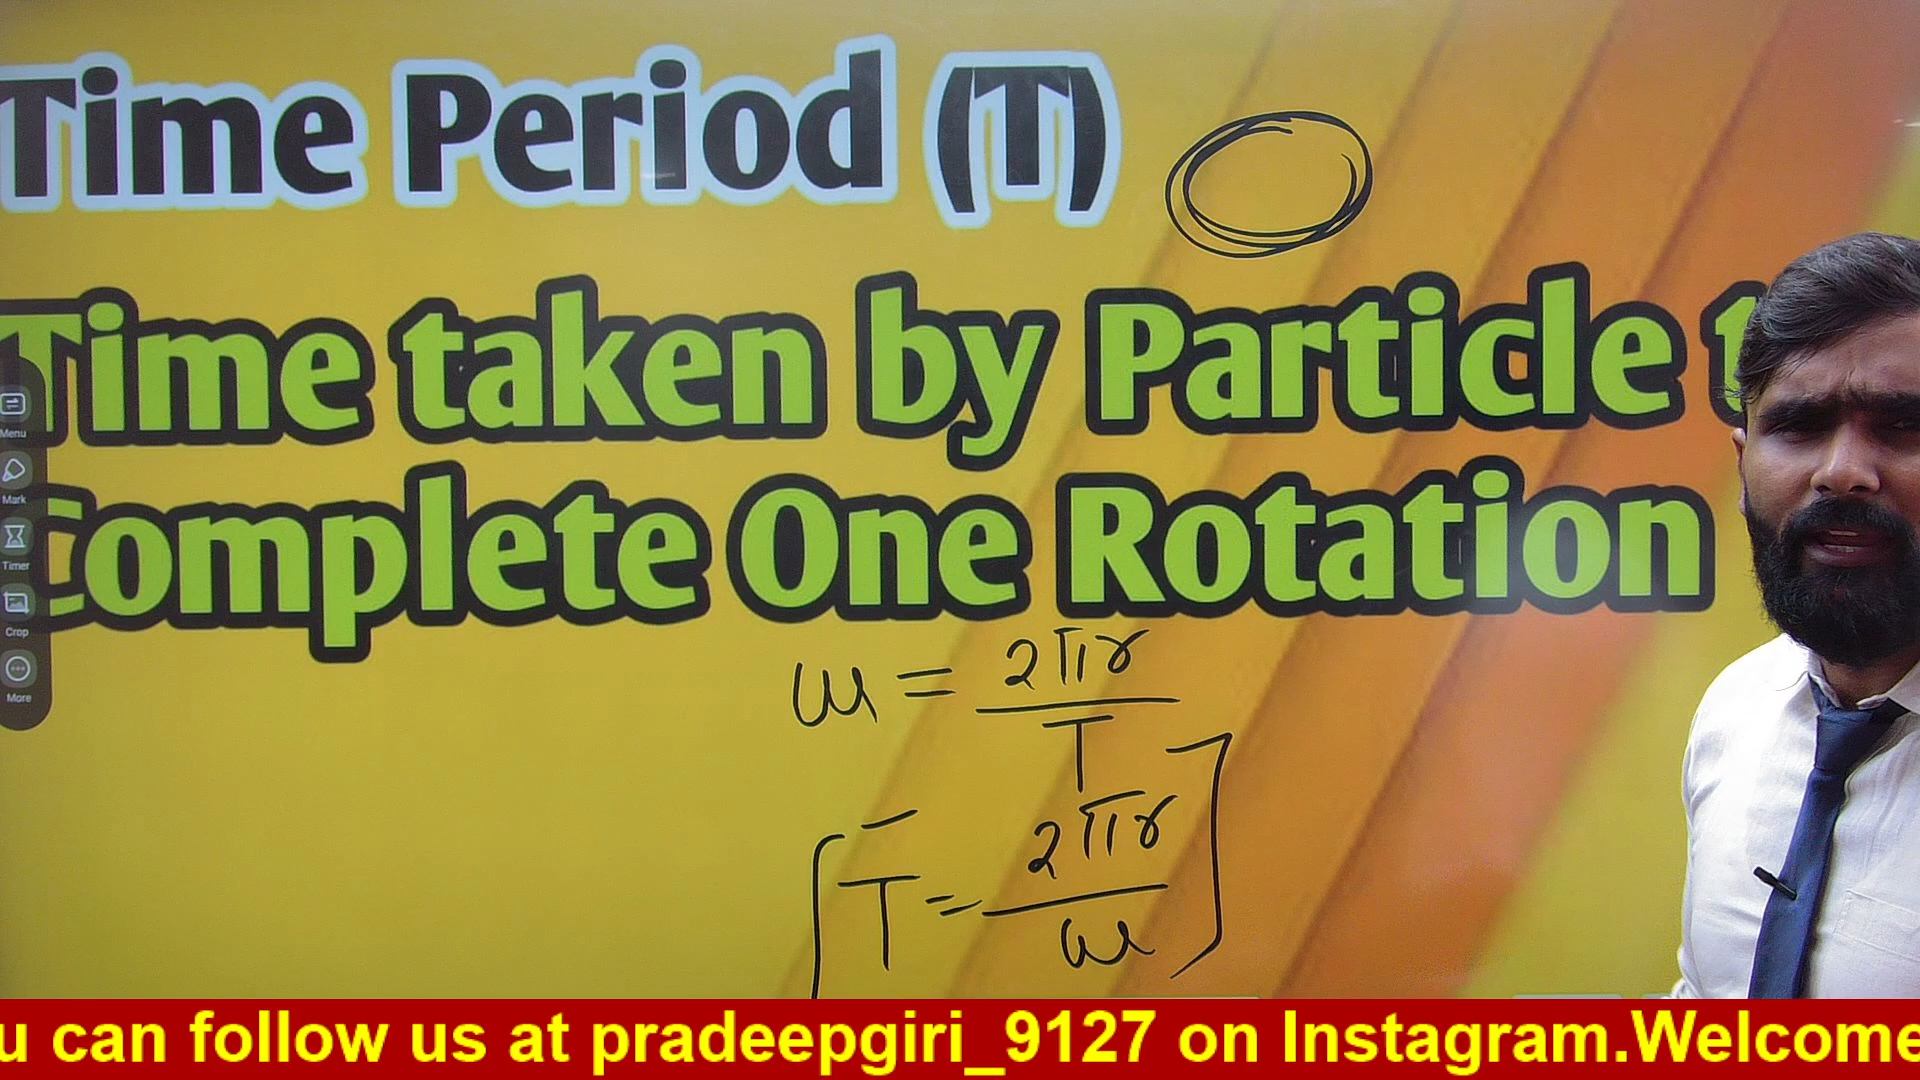 Time Period (T)
Time taken by Particle t
Complete One Rotation
Menu
Mark
Timer
Crop
More
ω = 2πr / T
T = 2πr / ω
u can follow us at pradeepgiri_9127 on Instagram.Welcome